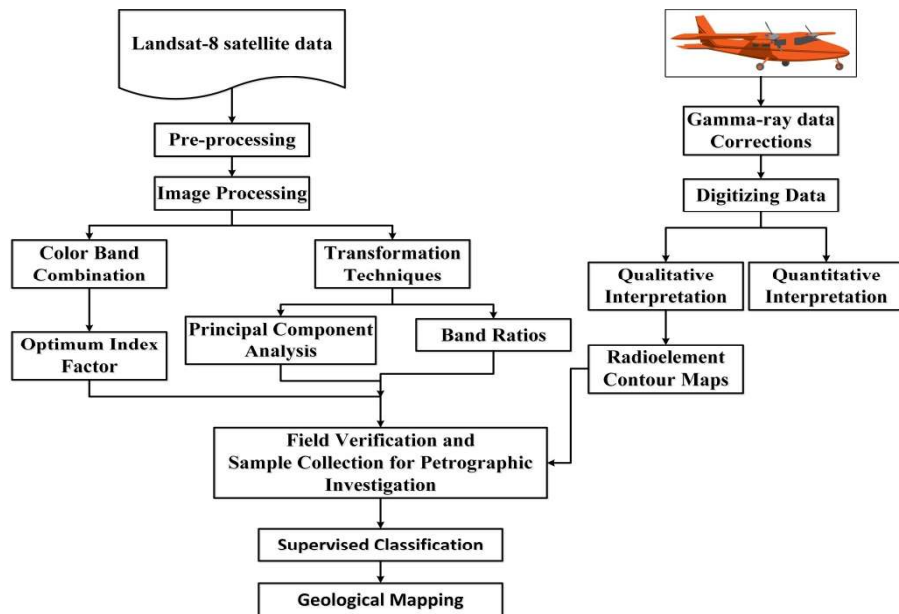 Landsat-8 satellite data
Pre-processing
Image Processing
Color Band
Combination
Optimum Index
Factor
Transformation
Techniques
Principal Component
Analysis
Band Ratios
Gamma-ray data
Corrections
Digitizing Data
Qualitative
Interpretation
Quantitative
Interpretation
Radioelement
Contour Maps
Field Verification and
Sample Collection for Petrographic
Investigation
Supervised Classification
Geological Mapping